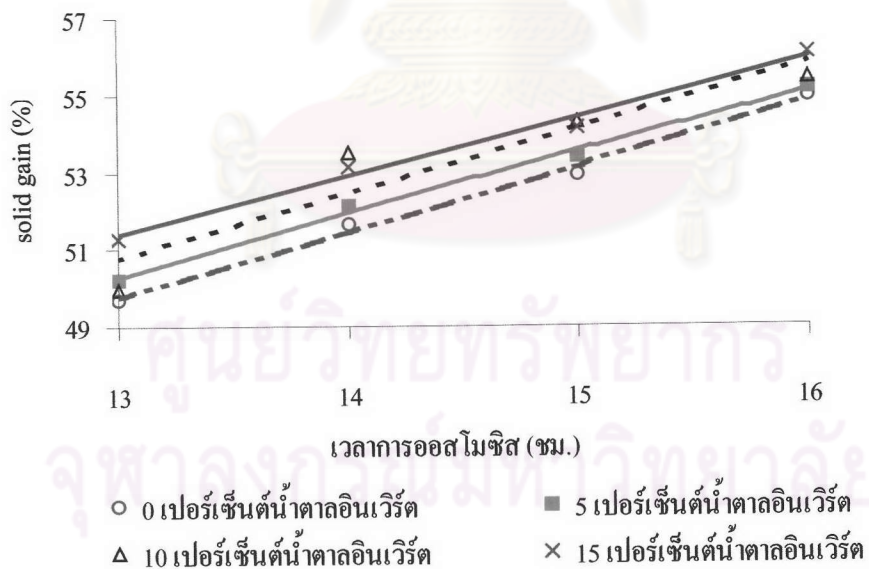 57
55
53
51
49
solid gain (%)
13 14 15 16
เวลาการออสโมซิส (ชม.)
0 เปอร์เซ็นต์น้ำตาลอินเวิร์ต 5 เปอร์เซ็นต์น้ำตาลอินเวิร์ต
10 เปอร์เซ็นต์น้ำตาลอินเวิร์ต 15 เปอร์เซ็นต์น้ำตาลอินเวิร์ต
ศูนย์วิทยทรัพยากร
จุฬาลงกรณ์มหาวิทยาลัย